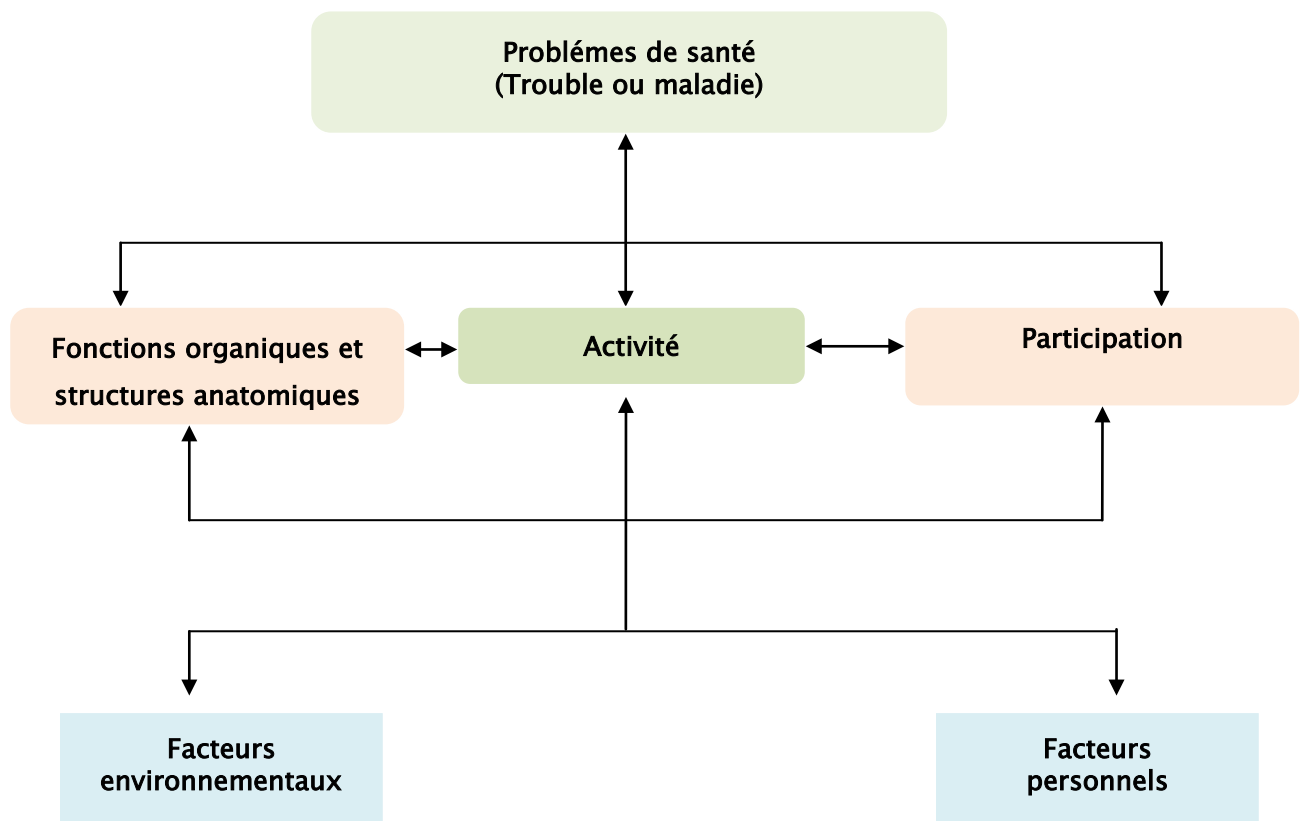 Problémes de santé
(Trouble ou maladie)
Fonctions organiques et
structures anatomiques
Activité
Participation
Facteurs
environnementaux
Facteurs
personnels